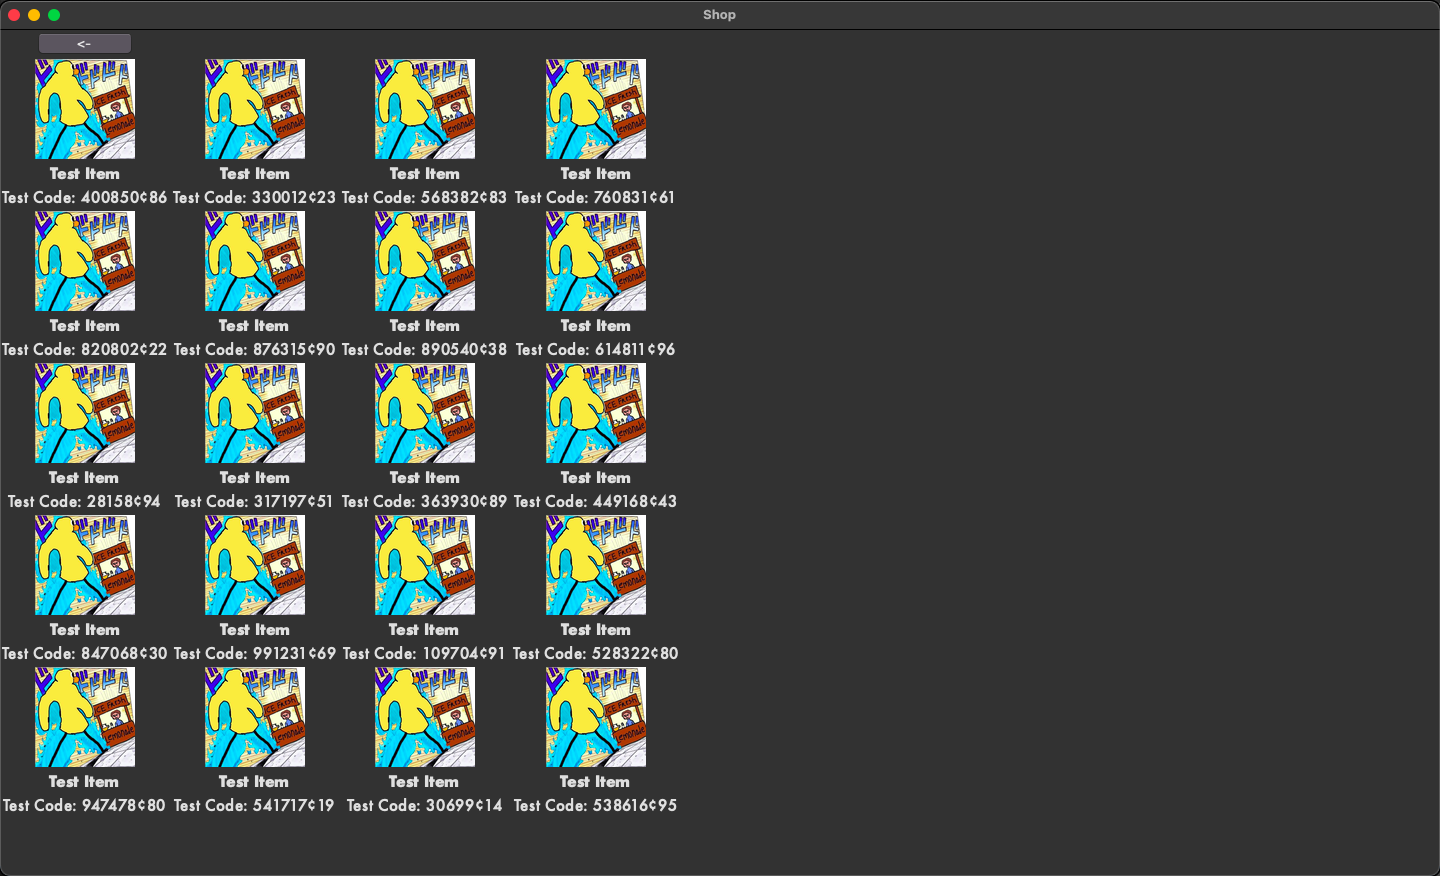 Shop
<-
Test Item Test Item Test Item Test Item
Test Code: 400850¢86 Test Code: 330012¢23 Test Code: 568382¢83 Test Code: 760831¢61
Test Item Test Item Test Item Test Item
Test Code: 820802¢22 Test Code: 876315¢90 Test Code: 890540¢38 Test Code: 614811¢96
Test Item Test Item Test Item Test Item
Test Code: 28158¢94 Test Code: 317197¢51 Test Code: 363930¢89 Test Code: 449168¢43
Test Item Test Item Test Item Test Item
Test Code: 847068¢30 Test Code: 991231¢69 Test Code: 109704¢91 Test Code: 528322¢80
Test Item Test Item Test Item Test Item
Test Code: 947478¢80 Test Code: 541717¢19 Test Code: 30699¢14 Test Code: 538616¢95